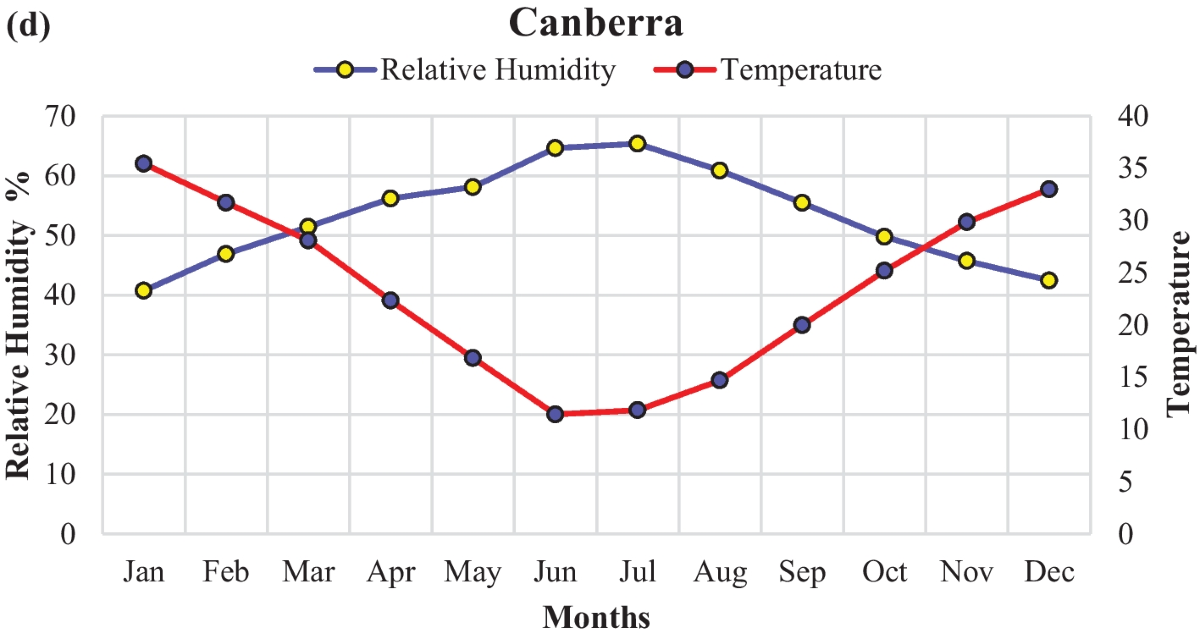 (d)
Canberra
Relative Humidity Temperature
Relative Humidity %
70
60
50
40
30
20
10
0
40
35
30
25
20
15
10
5
0
Temperature
Jan Feb Mar Apr May Jun Jul Aug Sep Oct Nov Dec
Months